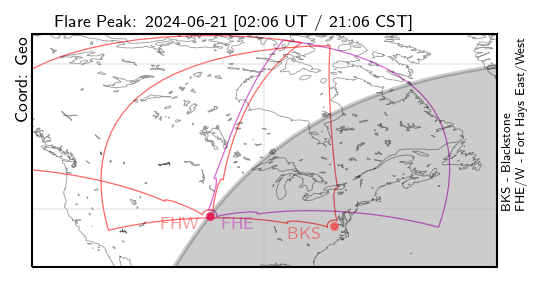 Flare Peak: 2024-06-21 [02:06 UT / 21:06 CST]
Coord: Geo
FHW
FHE
BKS
BKS - Blackstone
FHE/W - Fort Hays East/West